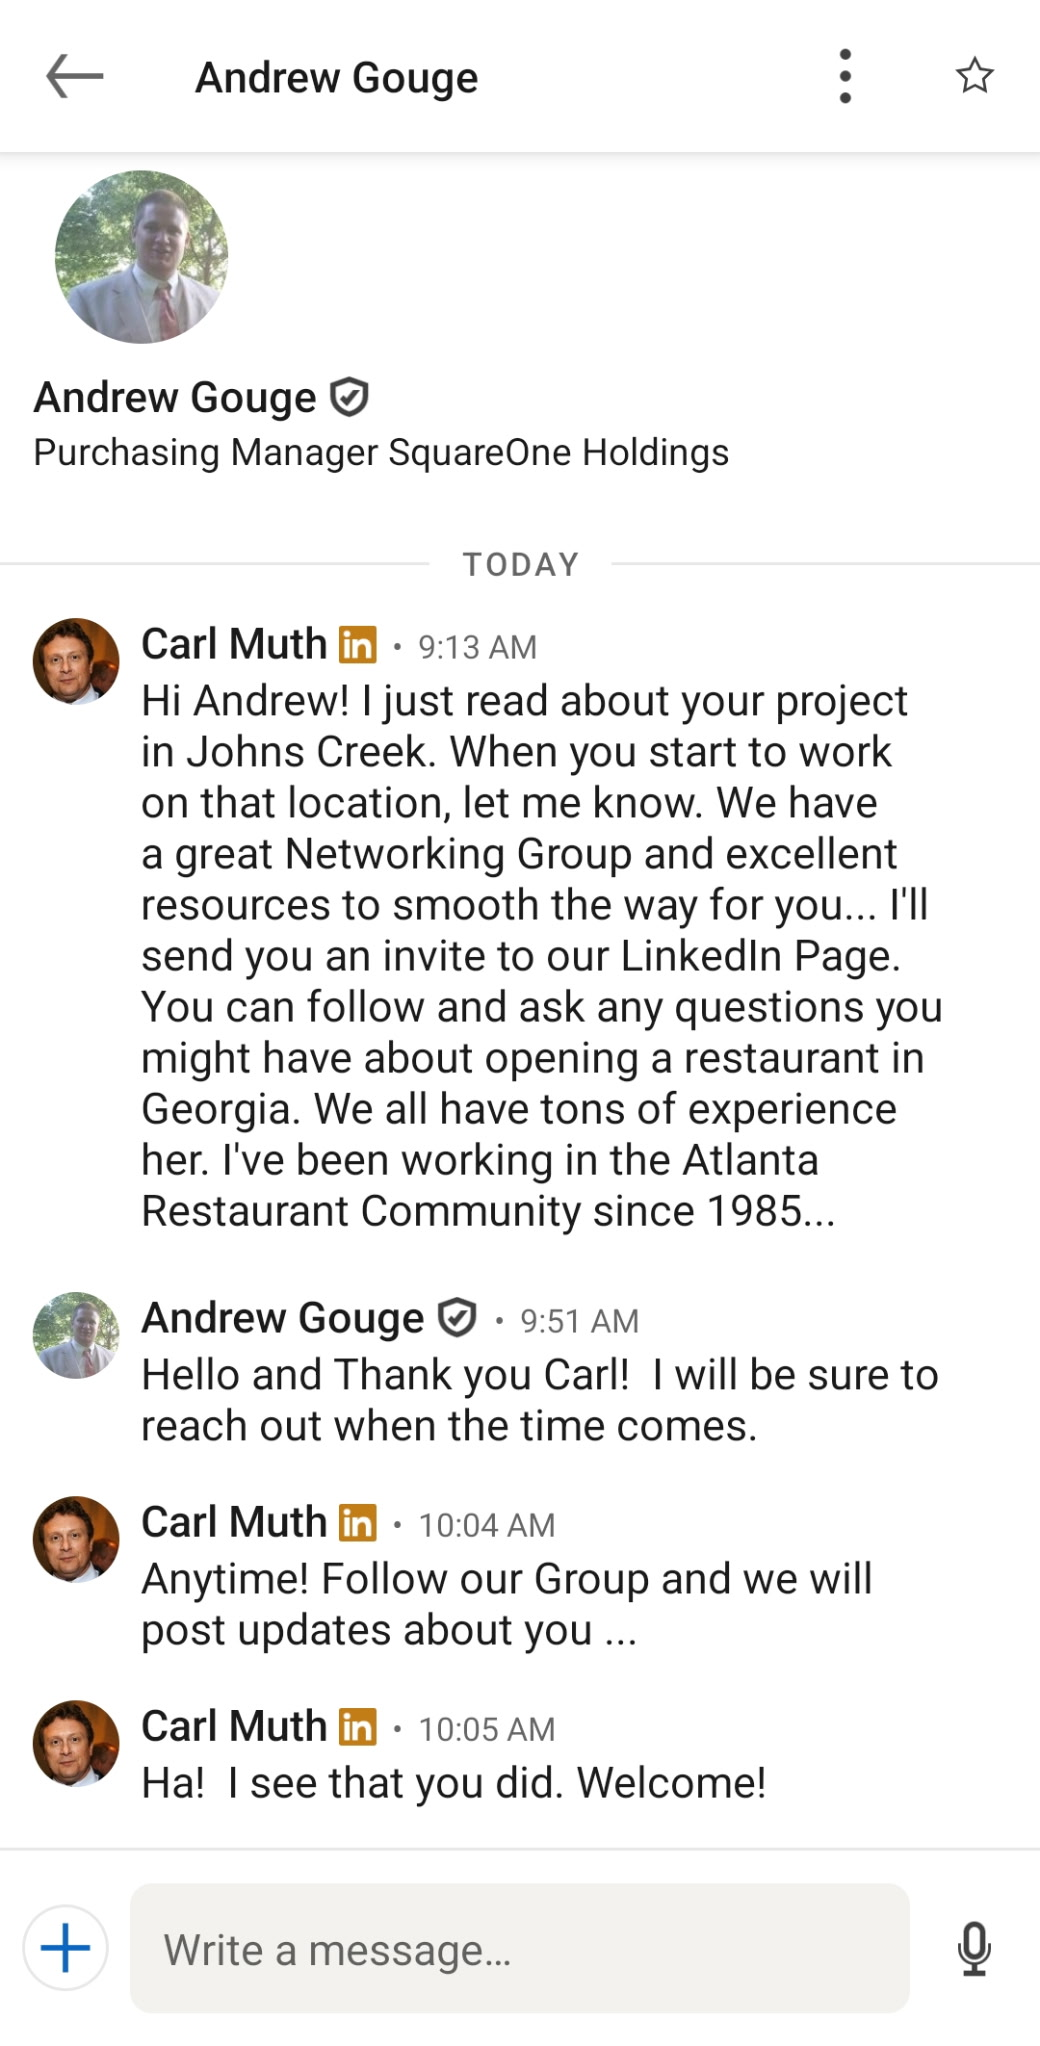 Andrew Gouge
Andrew Gouge
Purchasing Manager SquareOne Holdings
TODAY
Carl Muth in • 9:13 AM
Hi Andrew! I just read about your project
in Johns Creek. When you start to work
on that location, let me know. We have
a great Networking Group and excellent
resources to smooth the way for you... I'll
send you an invite to our LinkedIn Page.
You can follow and ask any questions you
might have about opening a restaurant in
Georgia. We all have tons of experience
her. I've been working in the Atlanta
Restaurant Community since 1985...
Andrew Gouge • 9:51 AM
Hello and Thank you Carl!  I will be sure to
reach out when the time comes.
Carl Muth in • 10:04 AM
Anytime! Follow our Group and we will
post updates about you ...
Carl Muth in • 10:05 AM
Ha!  I see that you did. Welcome!
Write a message...